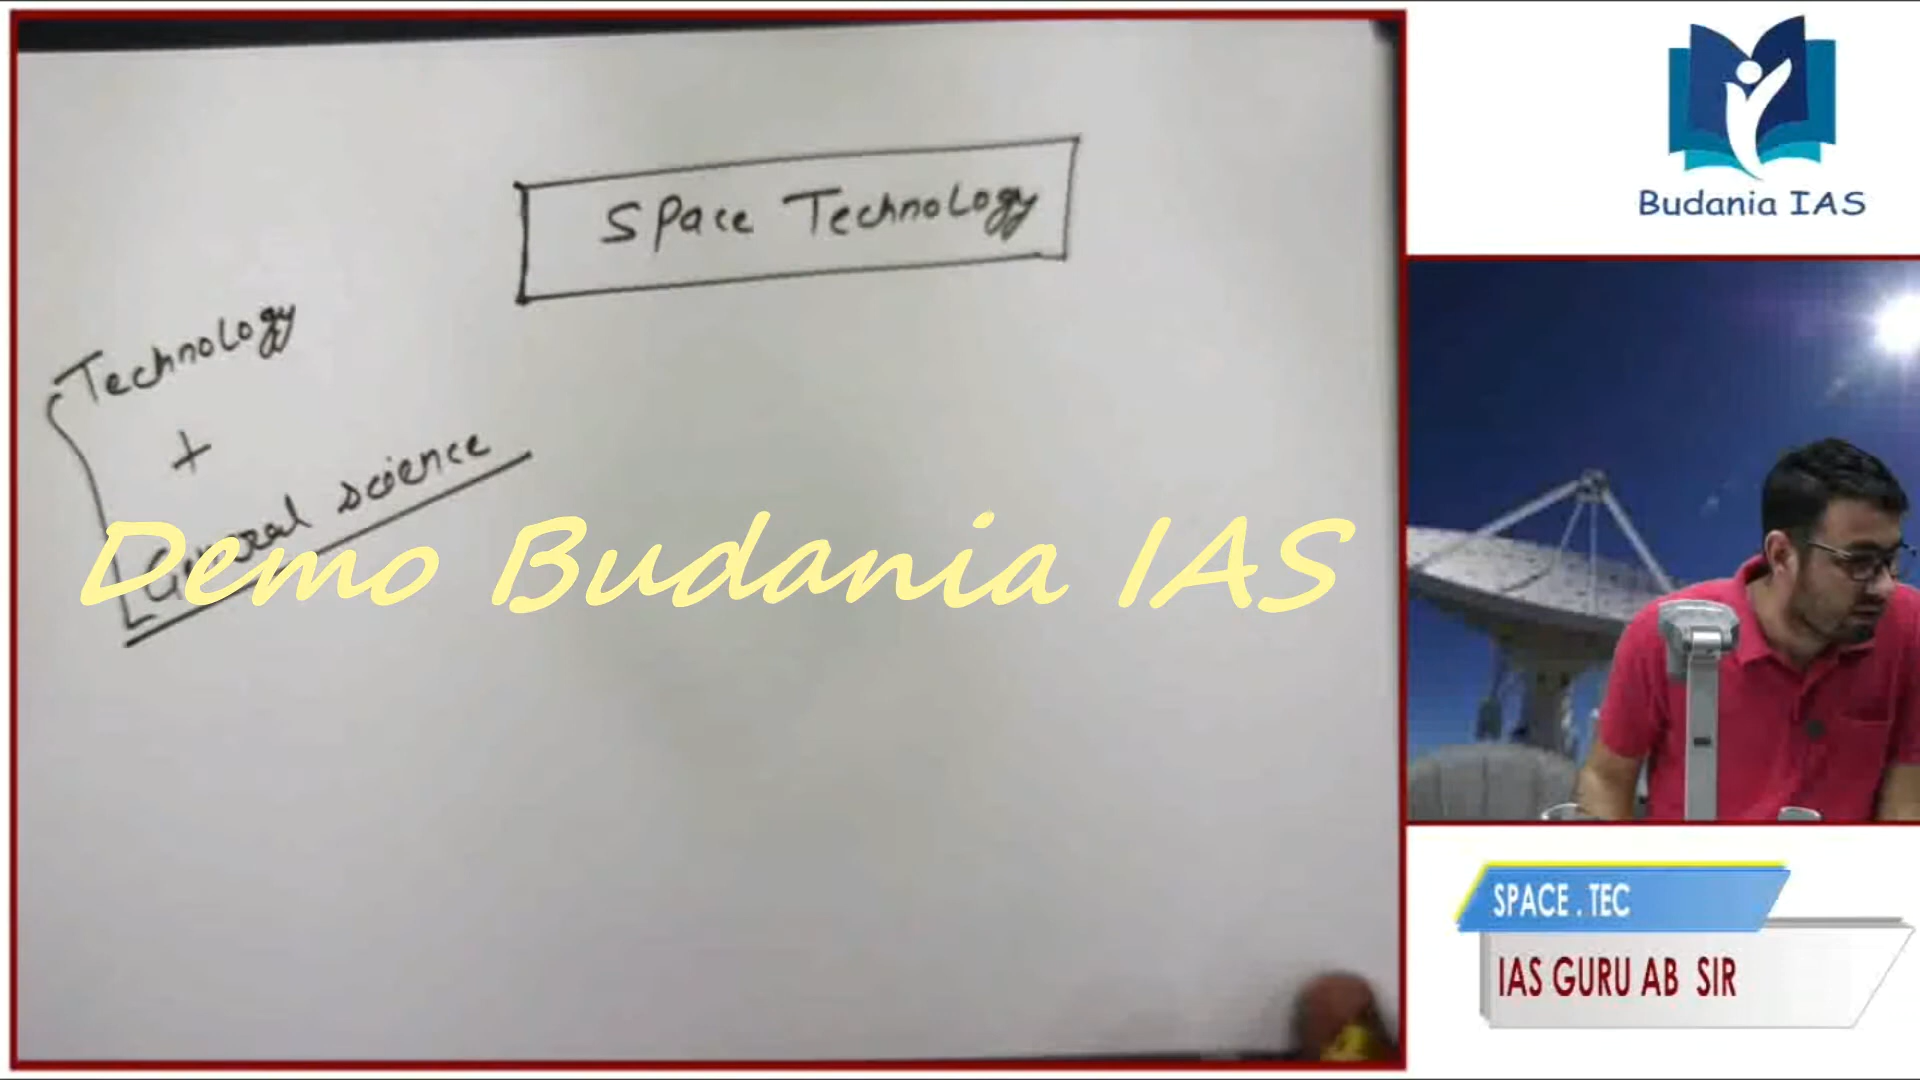 Space Technology
Technology
+
General science
Demo Budania IAS
Budania IAS
SPACE . TEC
IAS GURU AB SIR